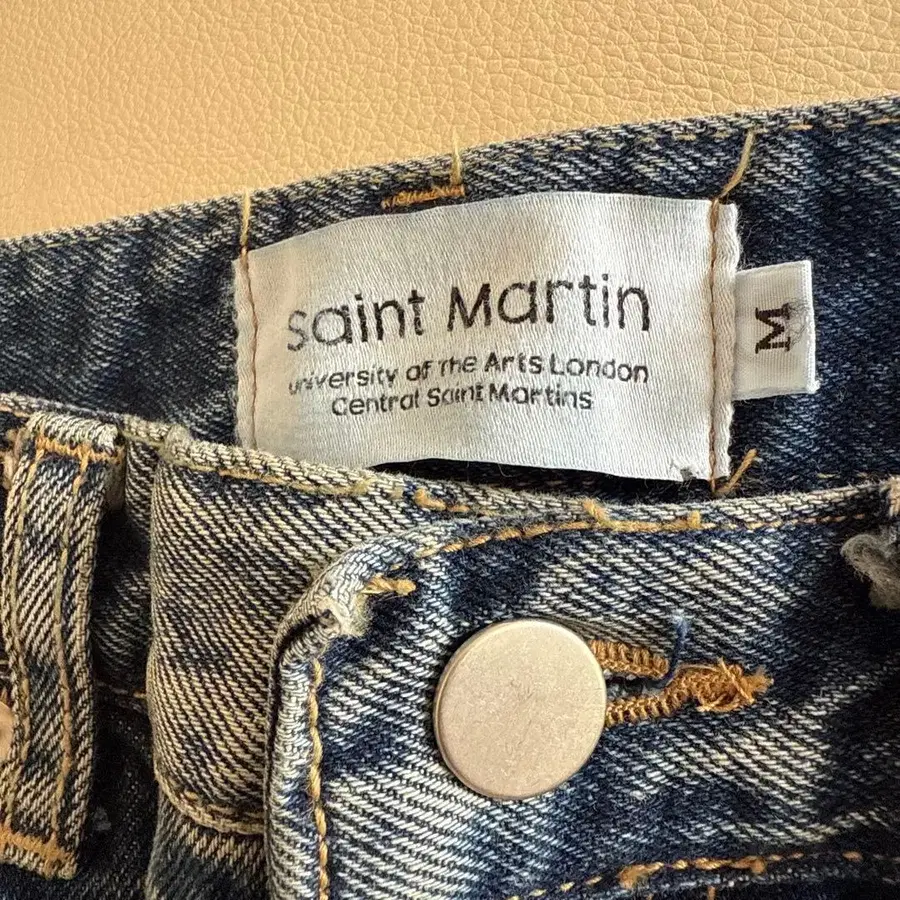 Saint Martin
University of The Arts London
Central Saint Martins
M